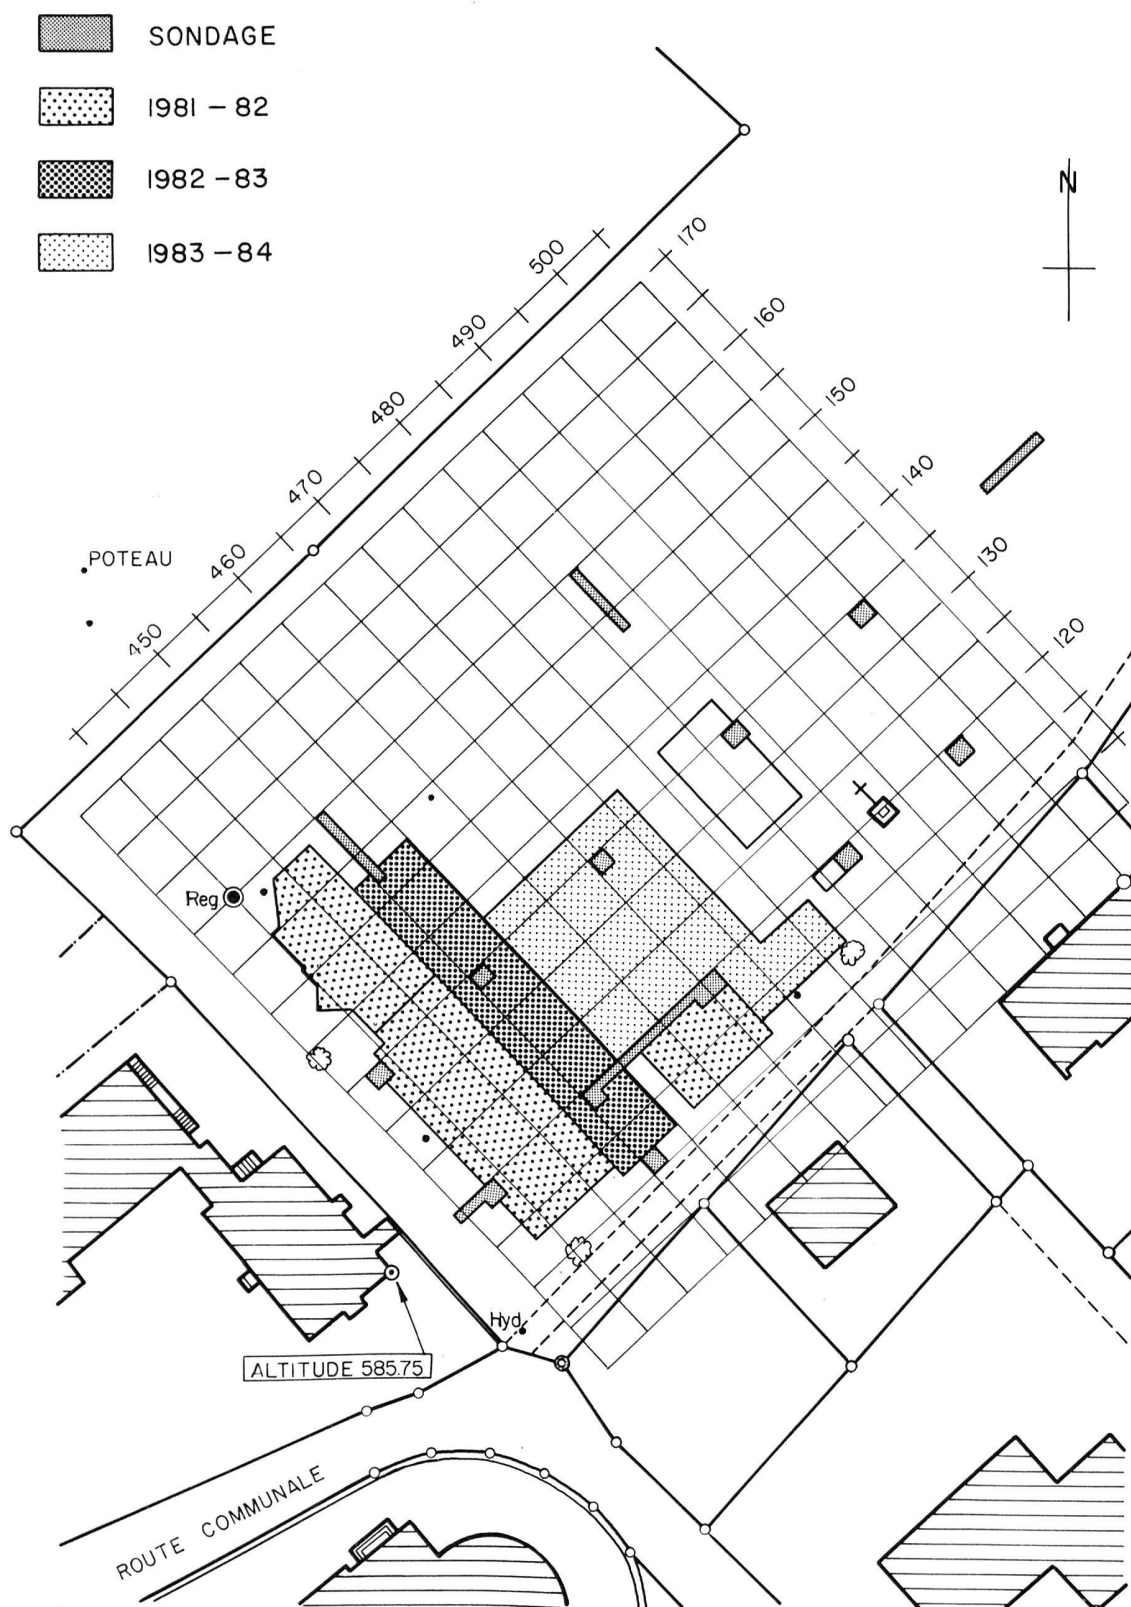 SONDAGE
1981 – 82
1982 – 83
1983 – 84
N
170
500
160
490
150
480
140
470
130
POTEAU
460
120
450
Reg
Hyd
ALTITUDE 585.75
ROUTE COMMUNALE